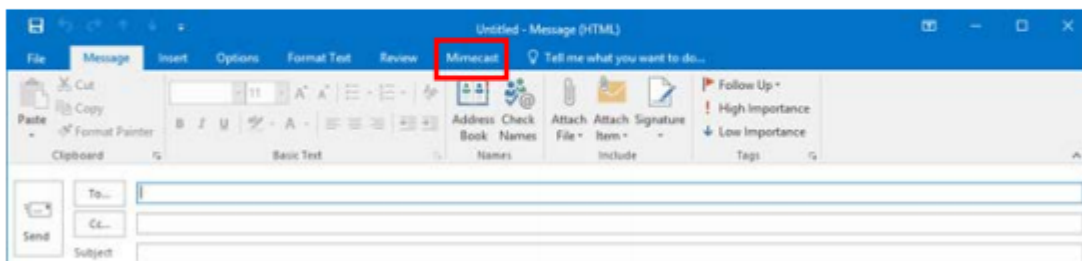 Untitled - Message (HTML)
File Message Insert Options Format Text Review Mimecast Tell me what you want to do...
Paste
Cut
Copy
Format Painter
Clipboard
11 A A
B I U A
Basic Text
Address Book
Check Names
Names
Attach File
Attach Item
Signature
Include
Follow Up
High Importance
Low Importance
Tags
Send
To...
Cc...
Subject